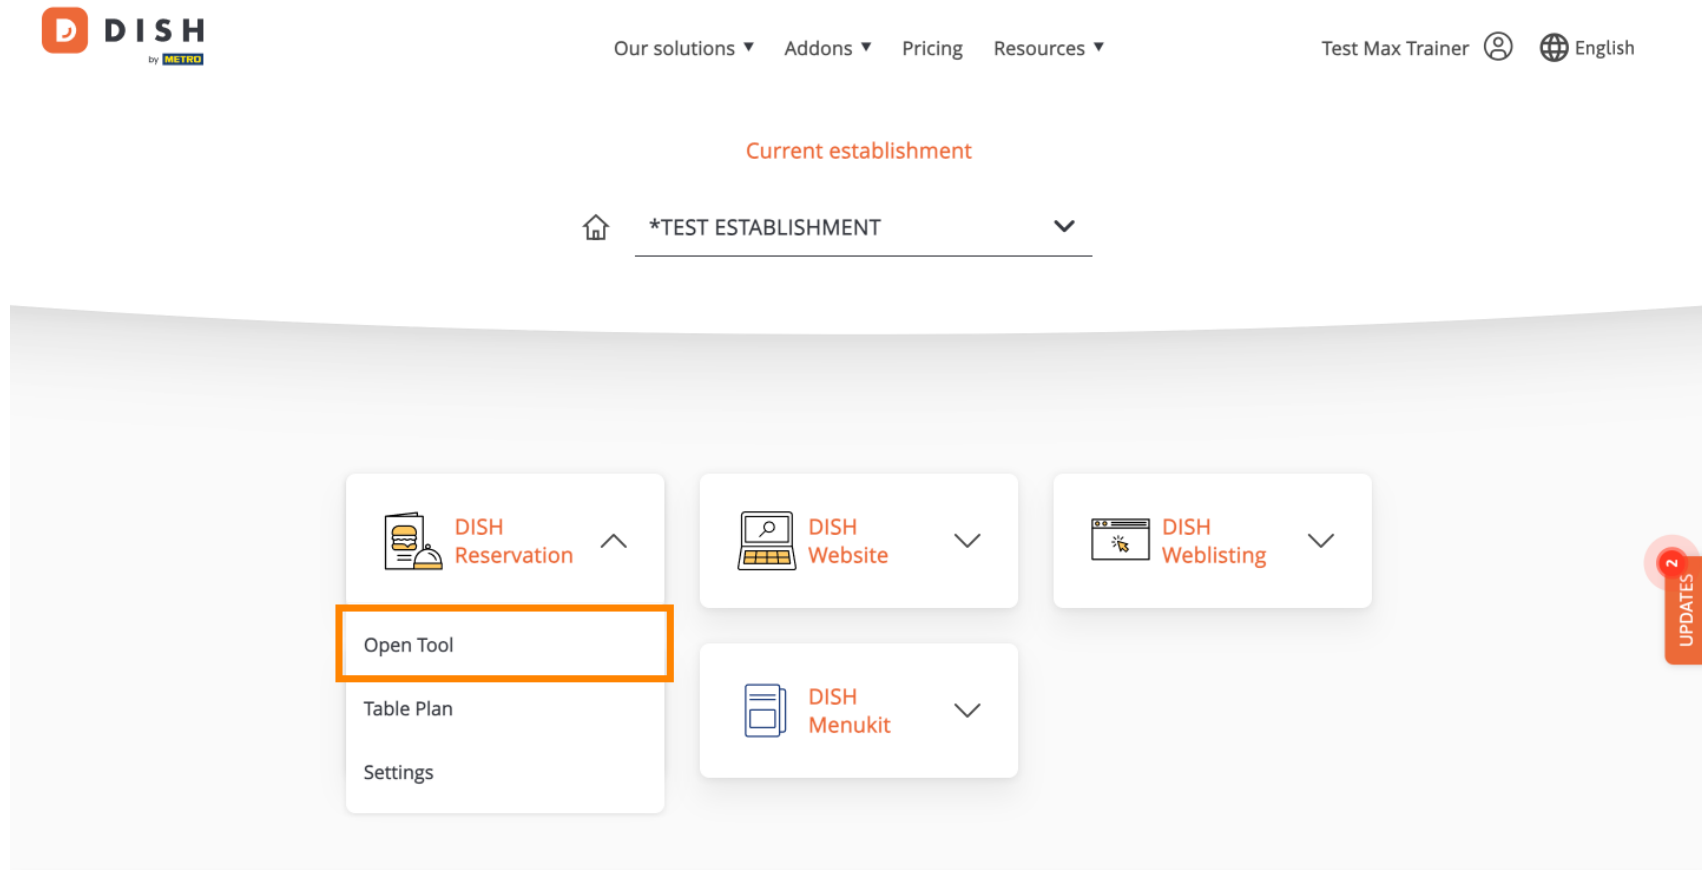 DISH
by METRO
Our solutions ▼ Addons ▼ Pricing Resources ▼
Test Max Trainer English
Current establishment
*TEST ESTABLISHMENT
DISH
Reservation
DISH
Website
DISH
Weblisting
Open Tool
Table Plan
Settings
DISH
Menukit
2
UPDATES